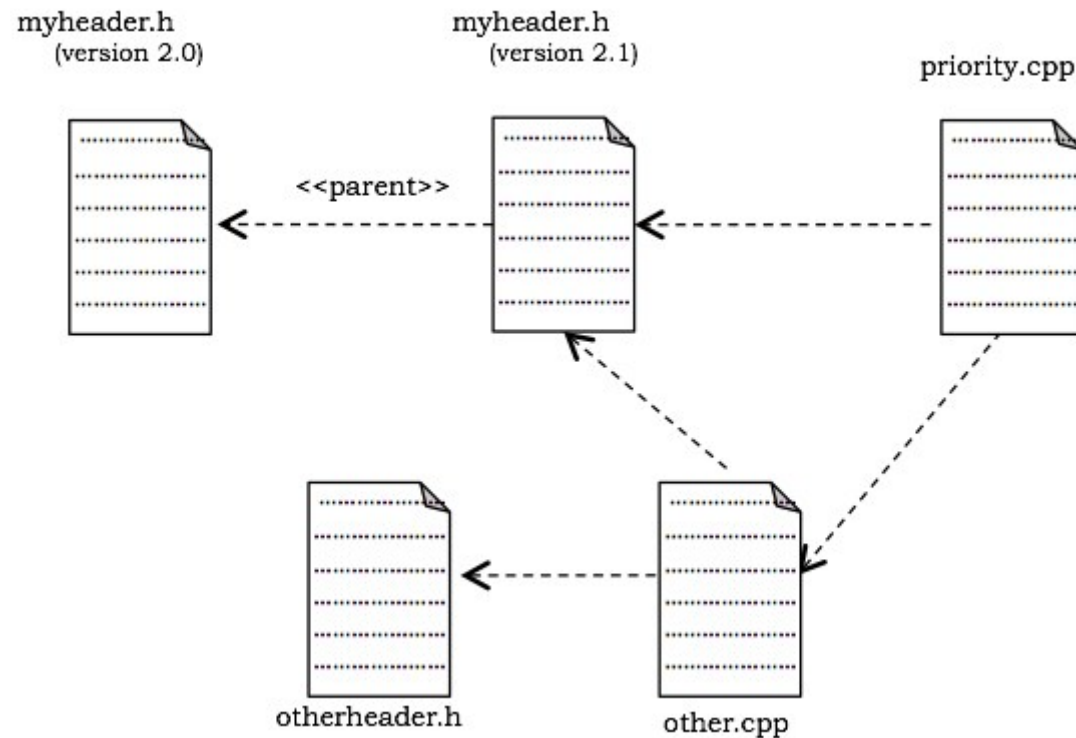 myheader.h
(version 2.0)
myheader.h
(version 2.1)
priority.cpp
<<parent>>
otherheader.h
other.cpp